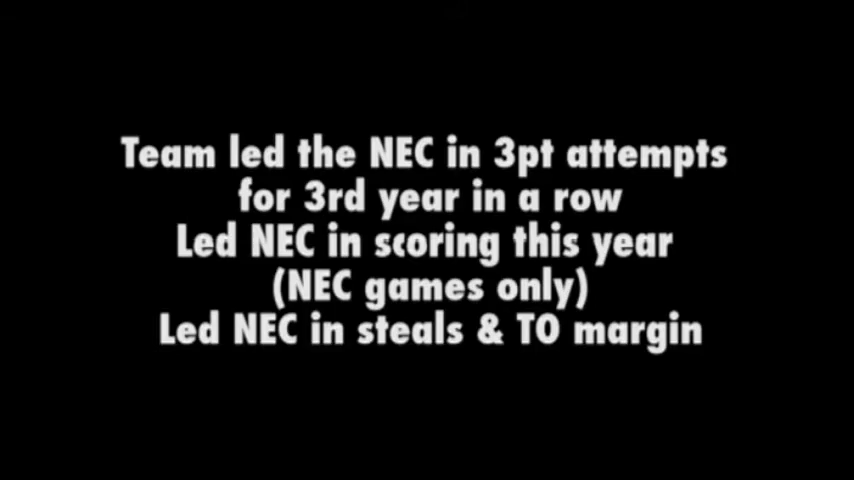 Team led the NEC in 3pt attempts
for 3rd year in a row
Led NEC in scoring this year
(NEC games only)
Led NEC in steals & TO margin